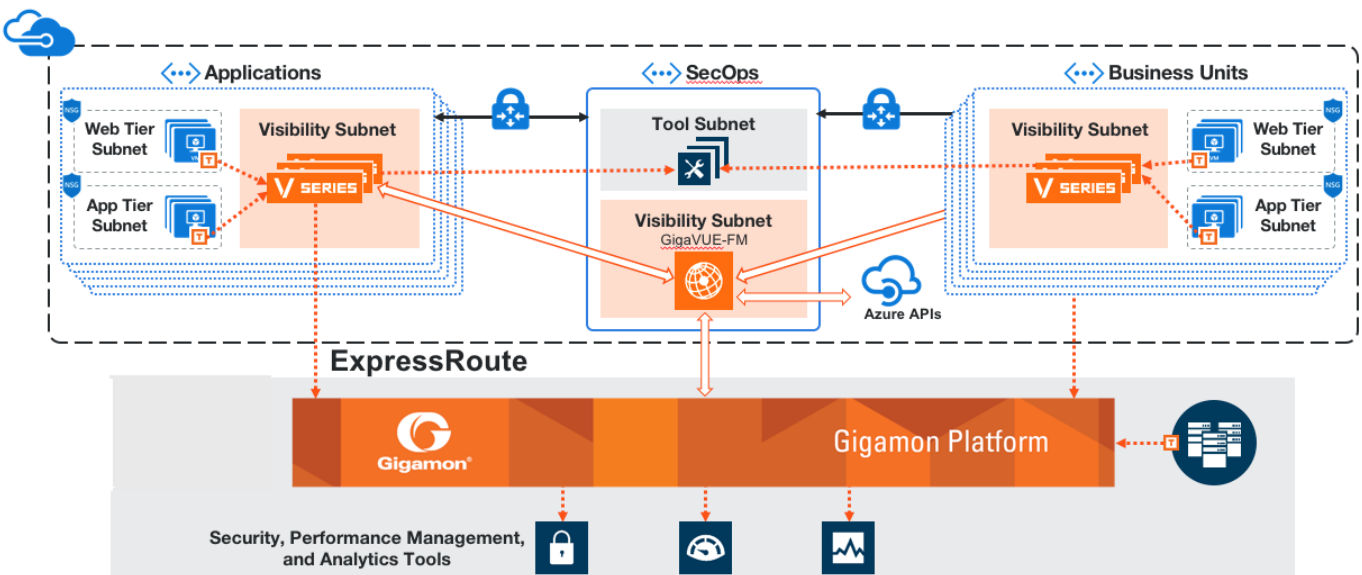 Applications
SecOps
Business Units
NSG
Web Tier
Subnet
VM
T
NSG
App Tier
Subnet
T
Visibility Subnet
V SERIES
Tool Subnet
Visibility Subnet
GigaVUE-FM
Azure APIs
Visibility Subnet
V SERIES
NSG
Web Tier
Subnet
VM
T
NSG
App Tier
Subnet
T
ExpressRoute
Gigamon®
Gigamon Platform
T
Security, Performance Management,
and Analytics Tools